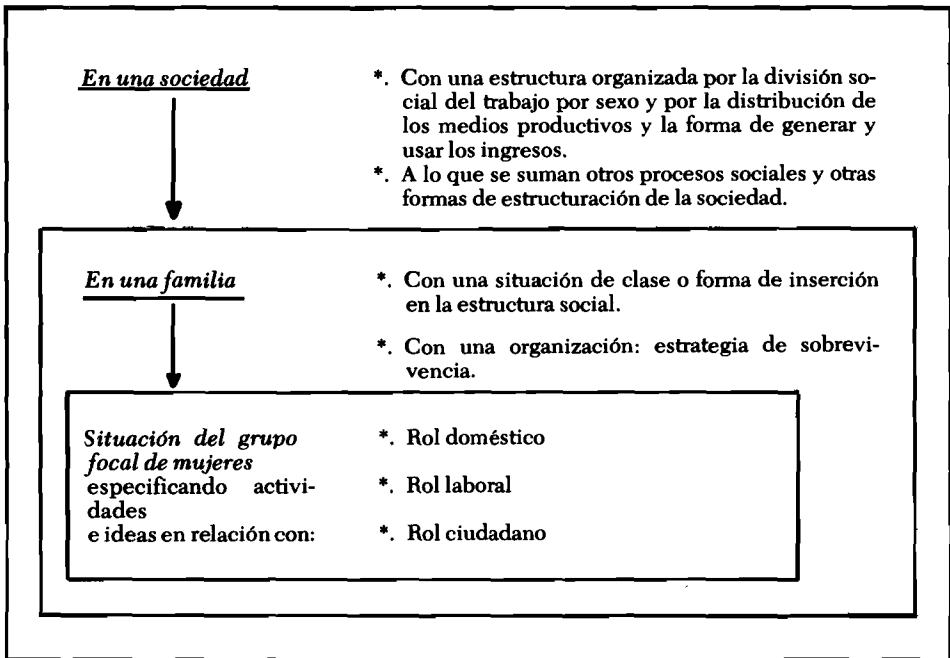 En una sociedad
*. Con una estructura organizada por la división so-
cial del trabajo por sexo y por la distribución de
los medios productivos y la forma de generar y
usar los ingresos.
*. A lo que se suman otros procesos sociales y otras
formas de estructuración de la sociedad.
En una familia
*. Con una situación de clase o forma de inserción
en la estructura social.
*. Con una organización: estrategia de sobrevi-
vencia.
Situación del grupo
focal de mujeres
especificando activi-
dades
e ideas en relación con:
*. Rol doméstico
*. Rol laboral
*. Rol ciudadano